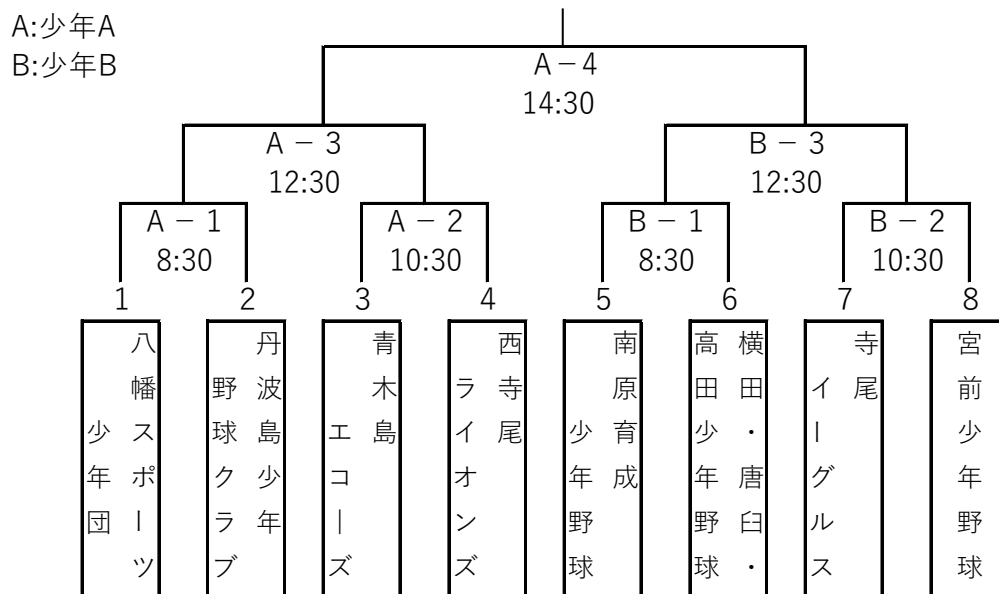 A:少年A
B:少年B
A－4
14:30
A－3
12:30
B－3
12:30
A－1
8:30
A－2
10:30
B－1
8:30
B－2
10:30
1
2
3
4
5
6
7
8
八幡スポーツ
少年団
丹波島少年
野球クラブ
青木島
エコーズ
西寺尾
ライオンズ
南原育成
少年野球
横田・唐臼・
高田少年野球
寺尾
イーグルス
宮前少年野球